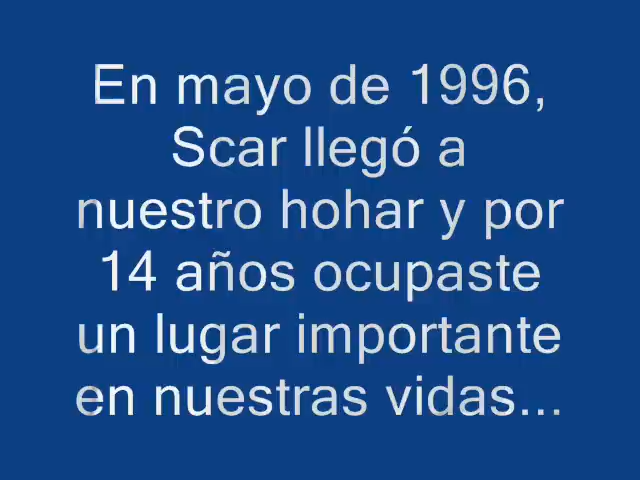 En mayo de 1996,
Scar llegó a
nuestro hohar y por
14 años ocupaste
un lugar importante
en nuestras vidas...